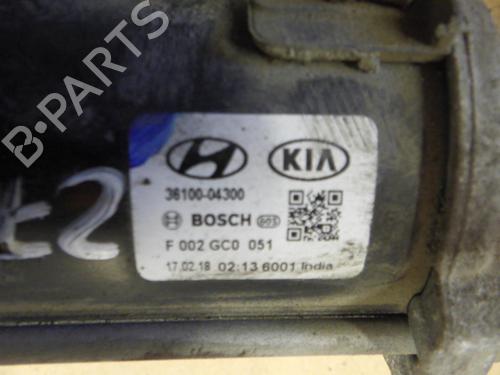 B-PARTS
KIA
36100-04300
BOSCH
F 002 GC0 051
17.02.18 02:13 6001 India